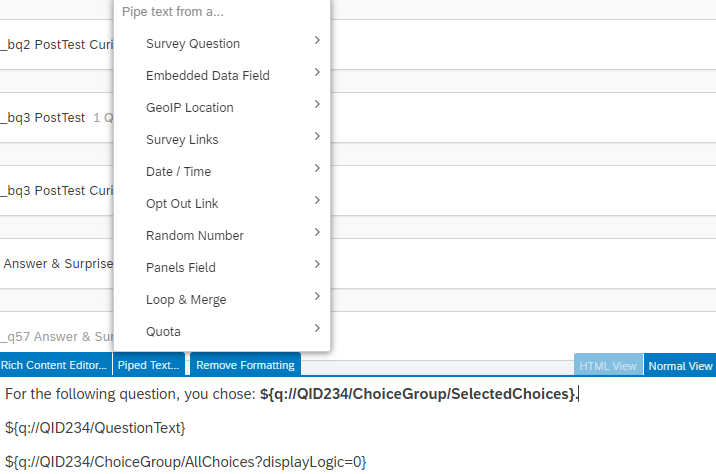 Pipe text from a...
Survey Question
_bq2 PostTest Curi
Embedded Data Field
GeoIP Location
_bq3 PostTest 1 Q
Survey Links
Date / Time
_bq3 PostTest Curi
Opt Out Link
Random Number
Answer & Surprise
Panels Field
Loop & Merge
Quota
_q57 Answer & Sur
Rich Content Editor... Piped Text... Remove Formatting HTML View Normal View
For the following question, you chose: ${q://QID234/ChoiceGroup/SelectedChoices}.
${q://QID234/QuestionText}
${q://QID234/ChoiceGroup/AllChoices?displayLogic=0}